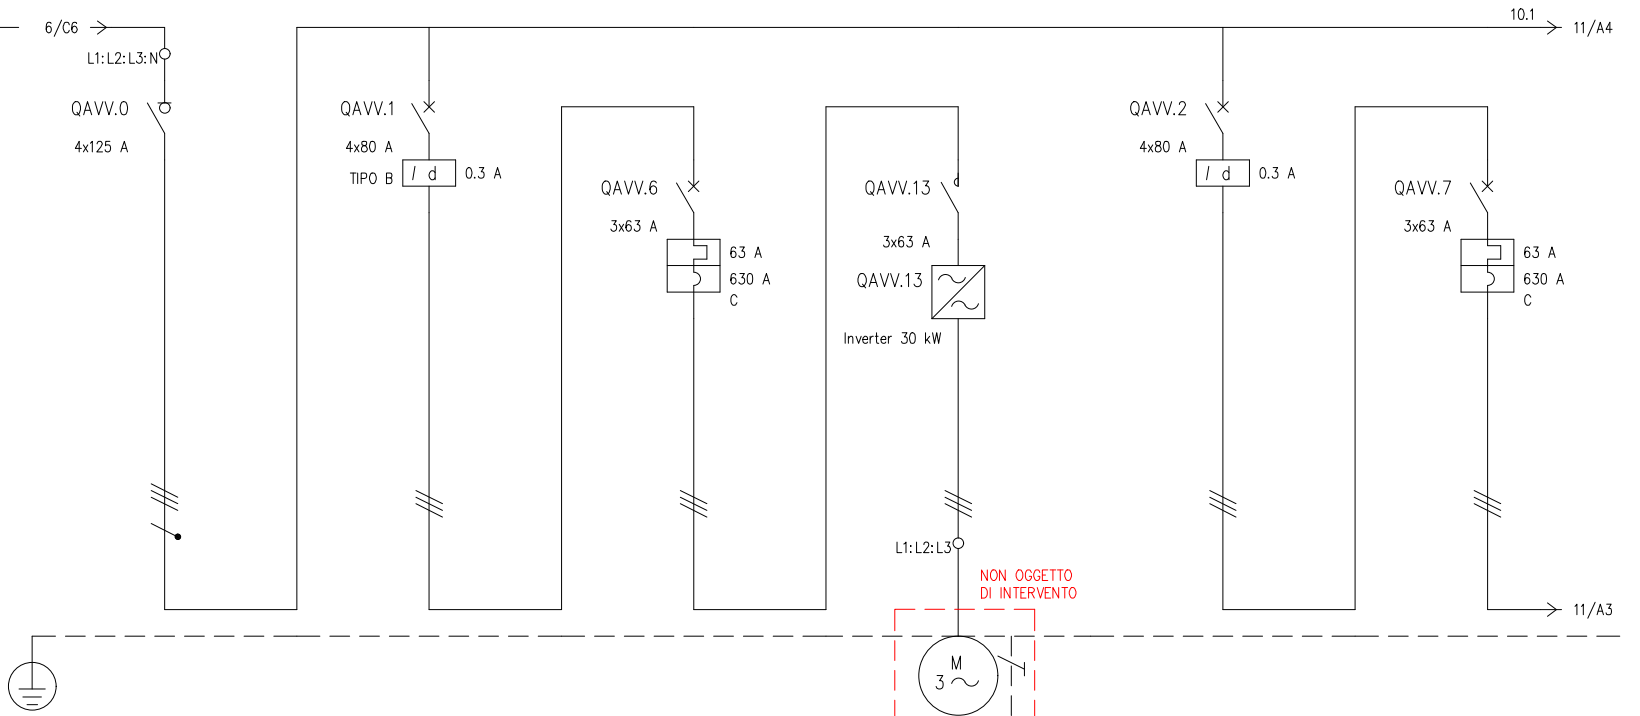 6/C6
10.1
11/A4
L1:L2:L3:N
QAVV.0
4x125 A
QAVV.1
4x80 A
TIPO B
I d
0.3 A
QAVV.6
3x63 A
63 A
630 A
C
QAVV.13
3x63 A
QAVV.13
Inverter 30 kW
QAVV.2
4x80 A
I d
0.3 A
QAVV.7
3x63 A
63 A
630 A
C
L1:L2:L3
NON OGGETTO
DI INTERVENTO
11/A3
M
3